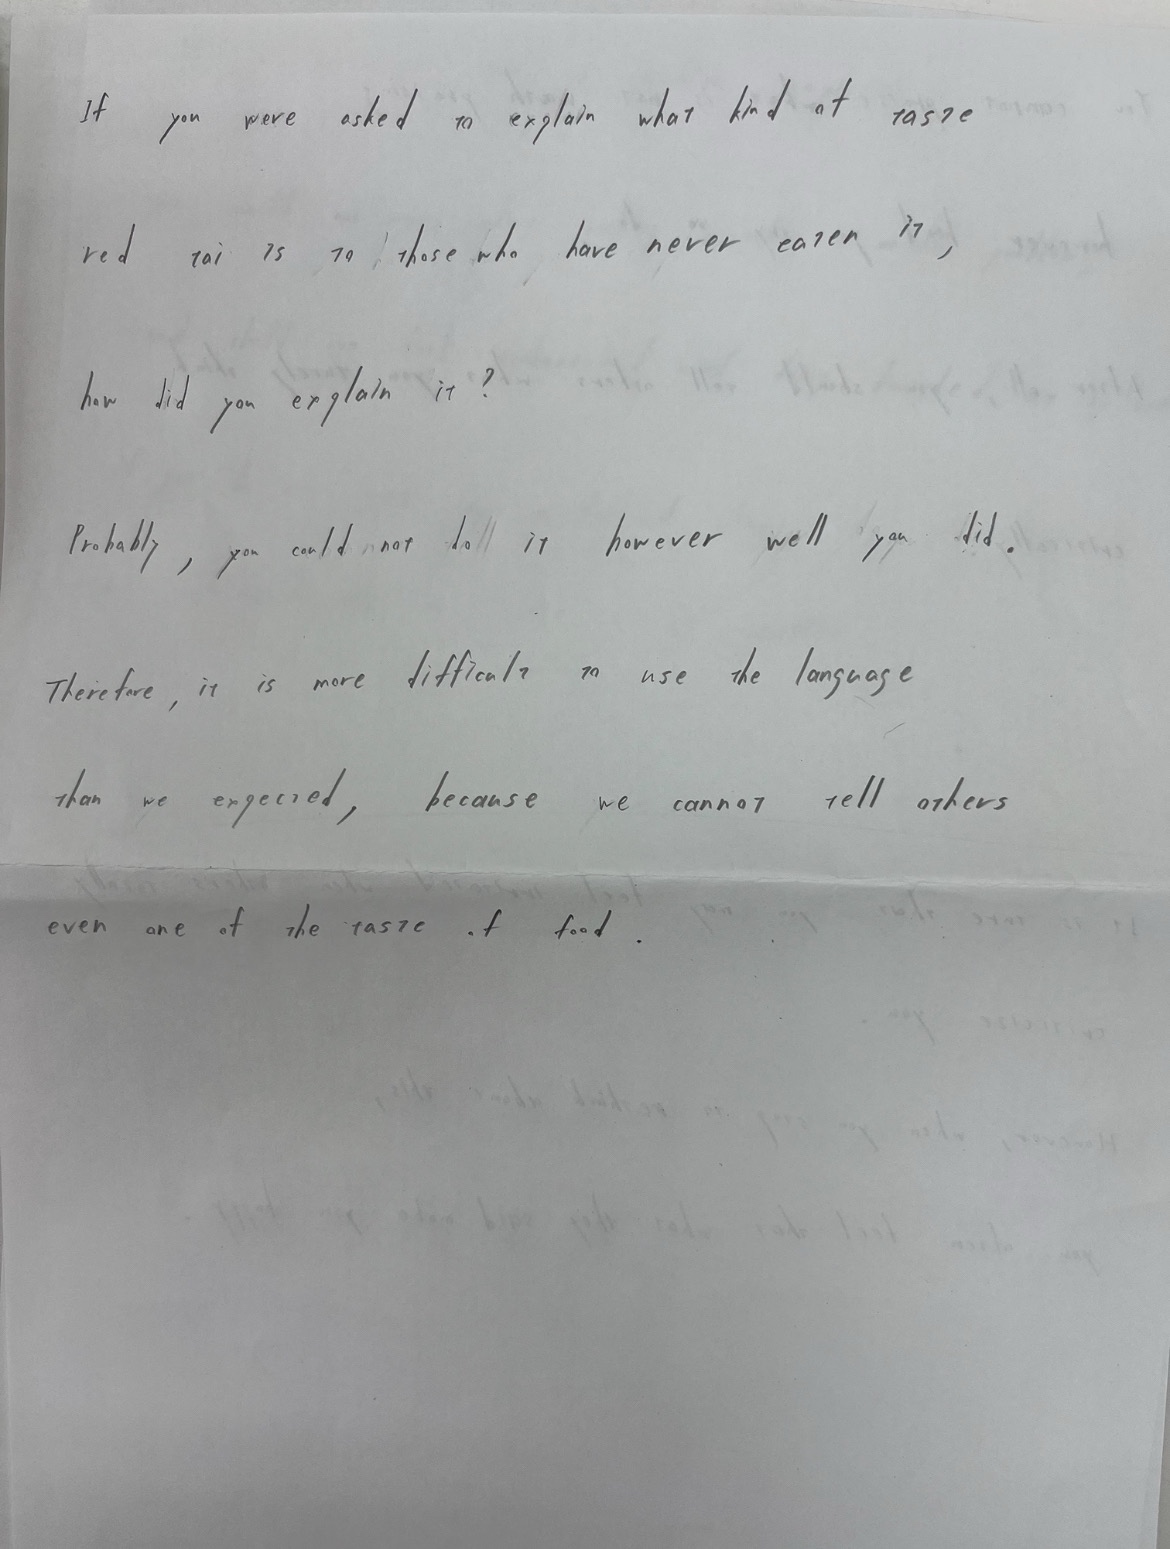 If you were asked to explain what kind of taste
red tai is to those who have never eaten it,
how did you explain it?
Probably, you could not do it however well you did.
Therefore, it is more difficult to use the language
than we expected, because we cannot tell others
even one of the taste of food.